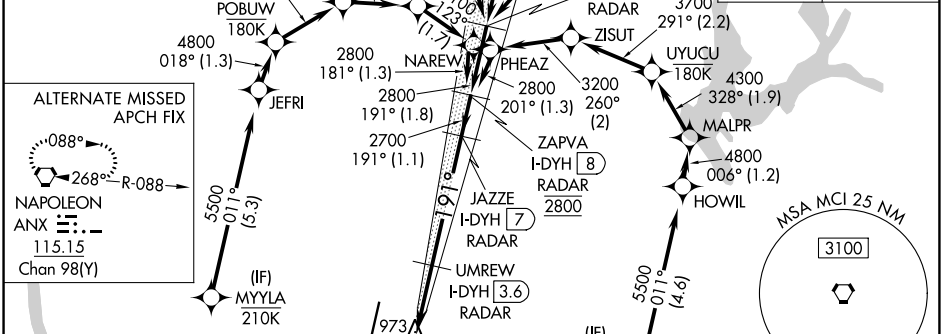 POBUW
180K
4800
018° (1.3)
JEFRI
ALTERNATE MISSED
APCH FIX
088°
268°
R-088
NAPOLEON
ANX
115.15
Chan 98(Y)
5500
011°
(5.3)
(IF)
MYYLA
210K
123°
(1.7)
NAREW
2800
181° (1.3)
2800
191° (1.8)
2700
191° (1.1)
191°
973
PHEAZ
2800
201° (1.3)
RADAR
ZISUT
3200
260°
(2)
3700
291° (2.2)
UYUCU
180K
4300
328° (1.9)
MALPR
4800
006° (1.2)
HOWIL
5500
011°
(4.6)
(IF)
ZAPVA
I-DYH 8
RADAR
2800
JAZZE
I-DYH 7
RADAR
UMREW
I-DYH 3.6
RADAR
MSA MCI 25 NM
3100